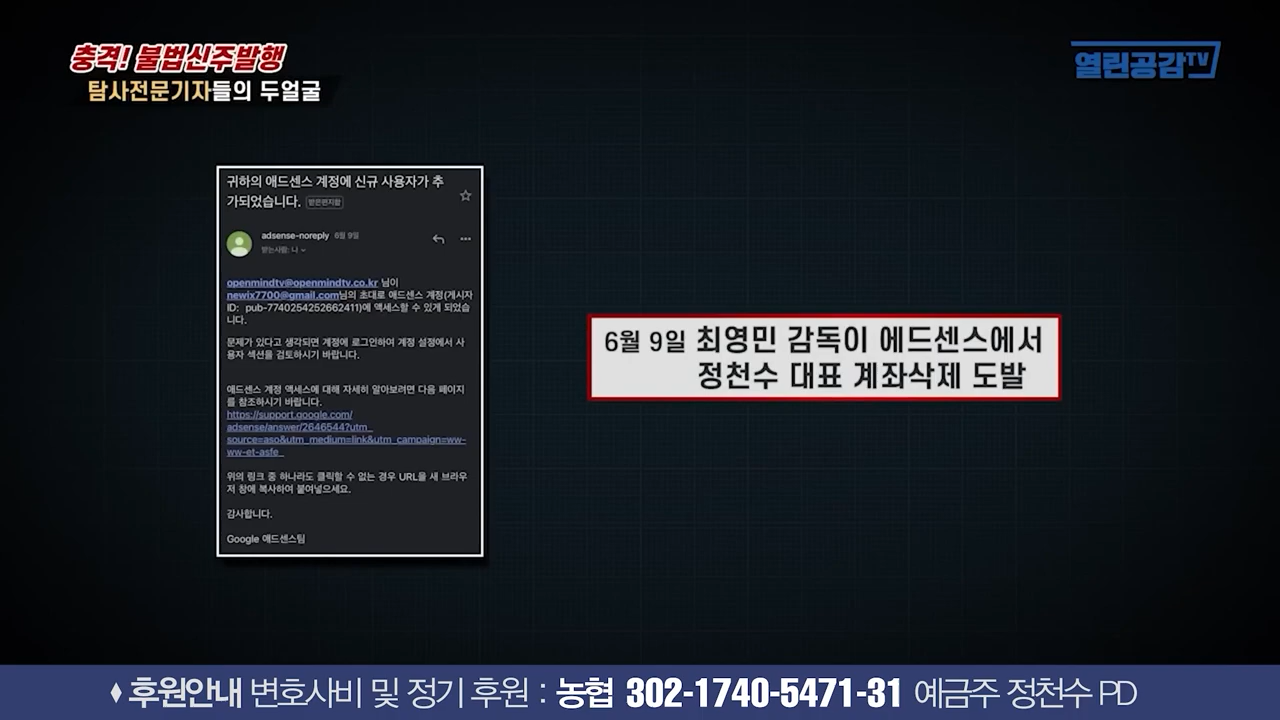 충격! 불법신주발행
탐사전문기자들의 두얼굴
열린공감TV
귀하의 애드센스 계정에 신규 사용자가 추
가되었습니다. 받은편지함
adsense-noreply 6월 9일
받는사람: 나
openmindtv@openmindtv.co.kr 님이
newix7700@gmail.com님의 초대로 애드센스 계정(게시자
ID: pub-7740254252662411)에 액세스할 수 있게 되었습
니다.
문제가 있다고 생각되면 계정에 로그인하여 계정 설정에서 사
용자 섹션을 검토하시기 바랍니다.
애드센스 계정 액세스에 대해 자세히 알아보려면 다음 페이지
를 참조하시기 바랍니다.
https://support.google.com/
adsense/answer/2646544?utm_
source=aso&utm_medium=link&utm_campaign=ww-
ww-et-asfe_
위의 링크 중 하나라도 클릭할 수 없는 경우 URL을 새 브라우
저 창에 복사하여 붙여넣으세요.
감사합니다.
Google 애드센스팀
6월 9일 최영민 감독이 에드센스에서
정천수 대표 계좌삭제 도발
♦ 후원안내 변호사비 및 정기 후원 : 농협 302-1740-5471-31 예금주 정천수 PD